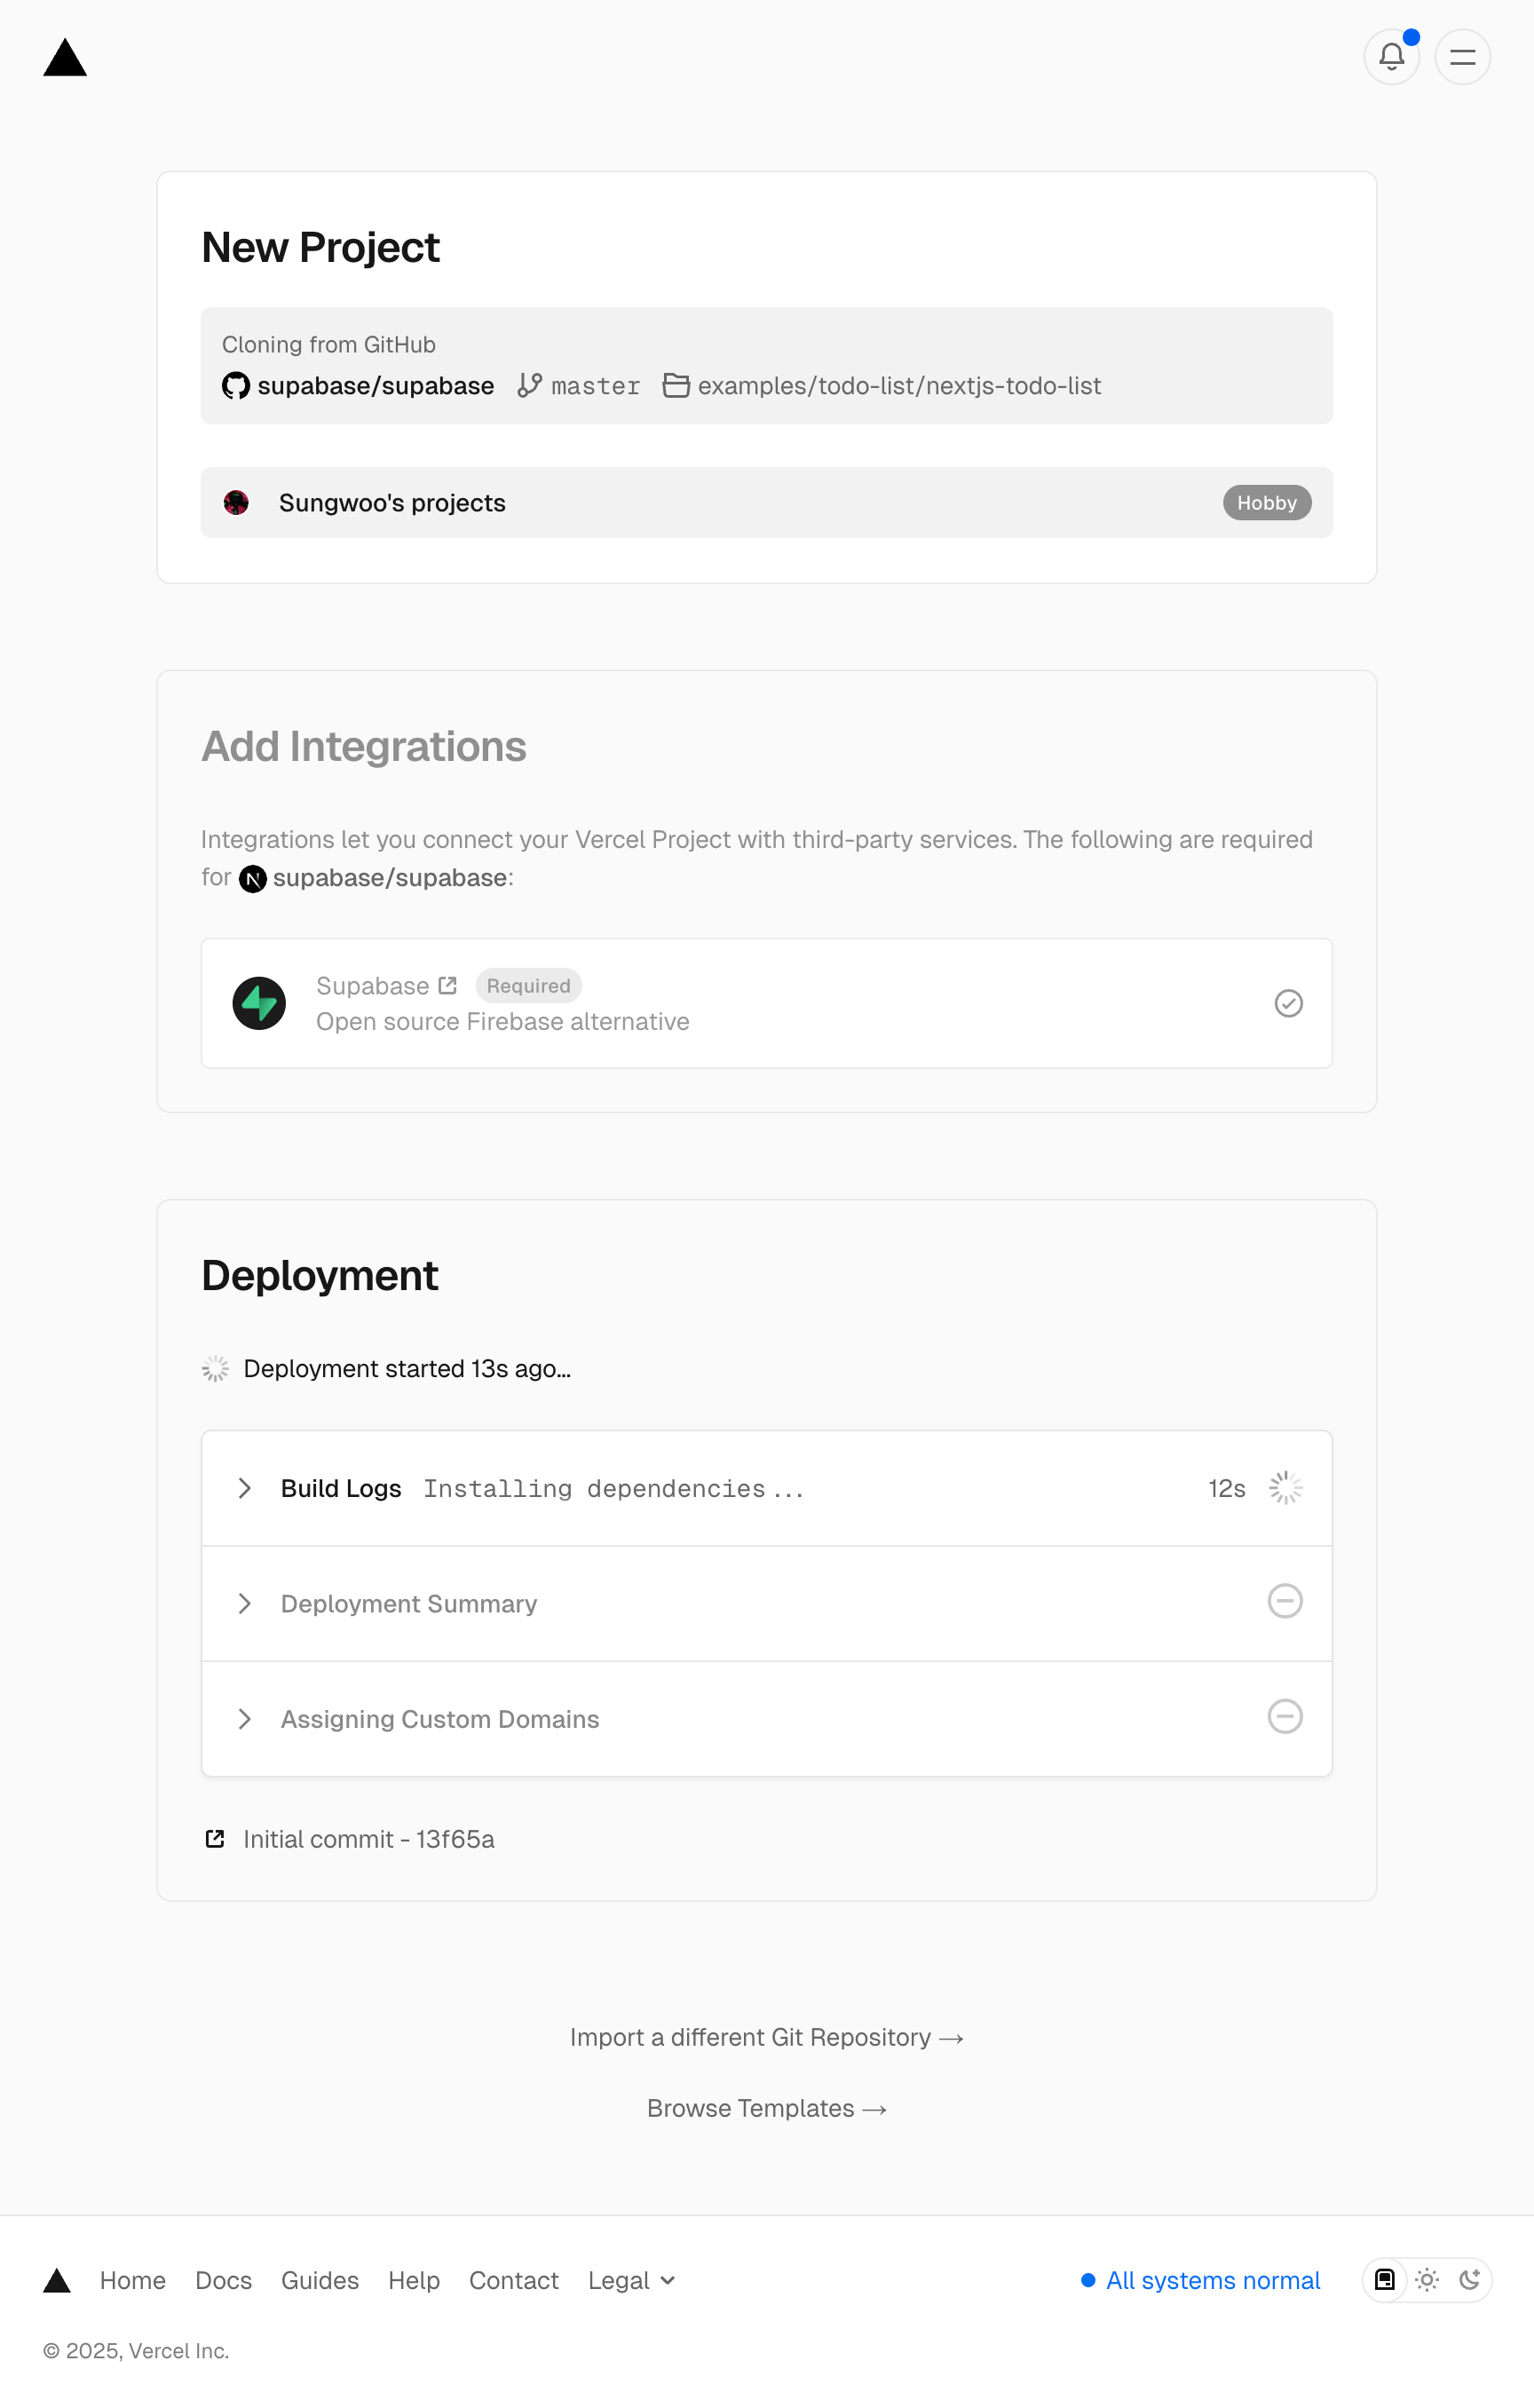 New Project
Cloning from GitHub
supabase/supabase master examples/todo-list/nextjs-todo-list
Sungwoo's projects Hobby
Add Integrations
Integrations let you connect your Vercel Project with third-party services. The following are required
for N supabase/supabase:
Supabase Required
Open source Firebase alternative
Deployment
Deployment started 13s ago...
Build Logs Installing dependencies... 12s
Deployment Summary
Assigning Custom Domains
Initial commit - 13f65a
Import a different Git Repository →
Browse Templates →
Home Docs Guides Help Contact Legal All systems normal
© 2025, Vercel Inc.